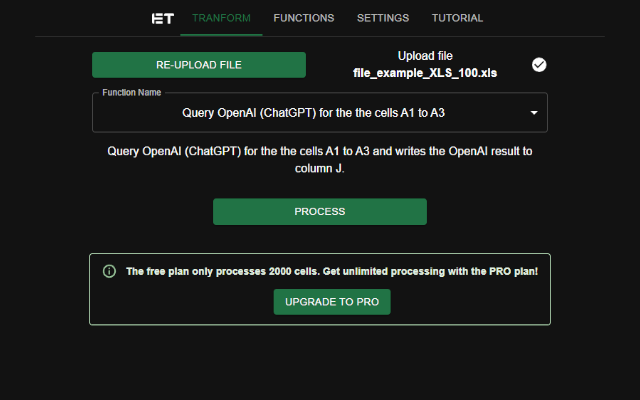 ET TRANFORM FUNCTIONS SETTINGS TUTORIAL
RE-UPLOAD FILE
Upload file
file_example_XLS_100.xls
Function Name
Query OpenAI (ChatGPT) for the the cells A1 to A3
Query OpenAI (ChatGPT) for the the cells A1 to A3 and writes the OpenAI result to
column J.
PROCESS
The free plan only processes 2000 cells. Get unlimited processing with the PRO plan!
UPGRADE TO PRO